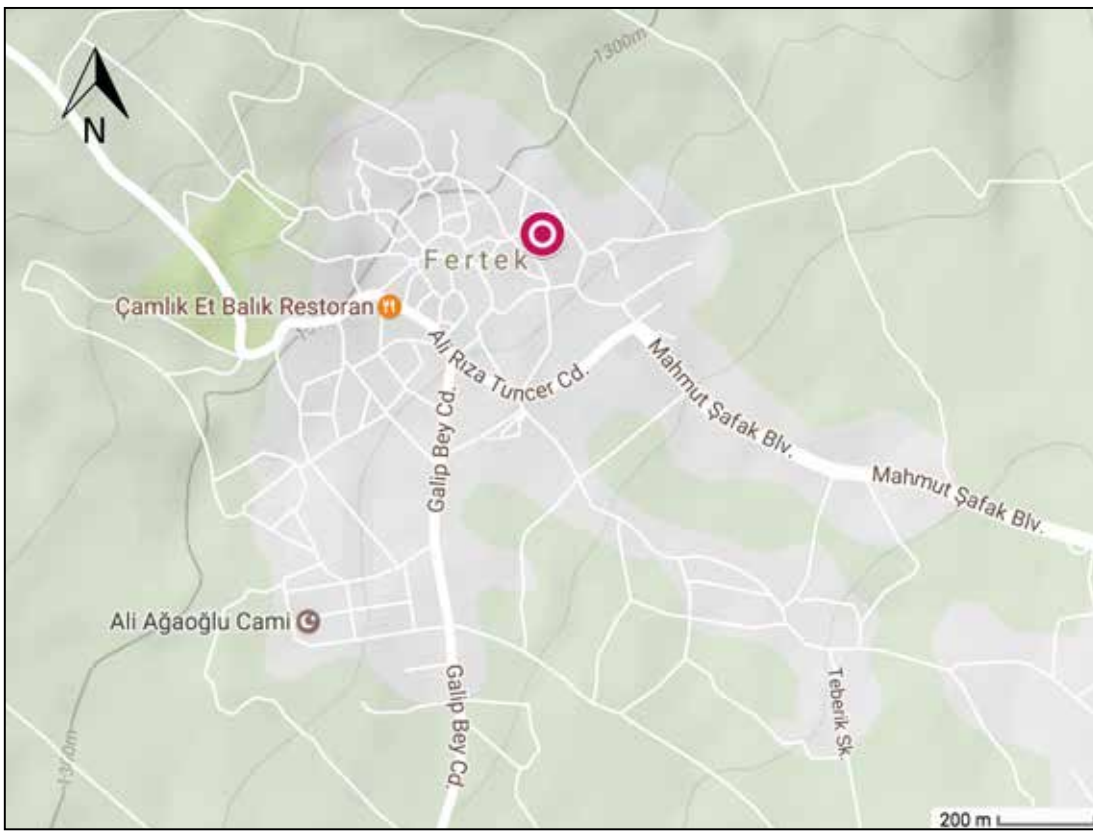 1300m
N
Fertek
Çamlık Et Balık Restoran
Ali Rıza Tuncer Cd.
Mahmut Şafak Blv.
Galip Bey Cd.
Mahmut Şafak Blv.
Ali Ağaoğlu Cami
Galip Bey Cd.
Teberik Sk.
200 m